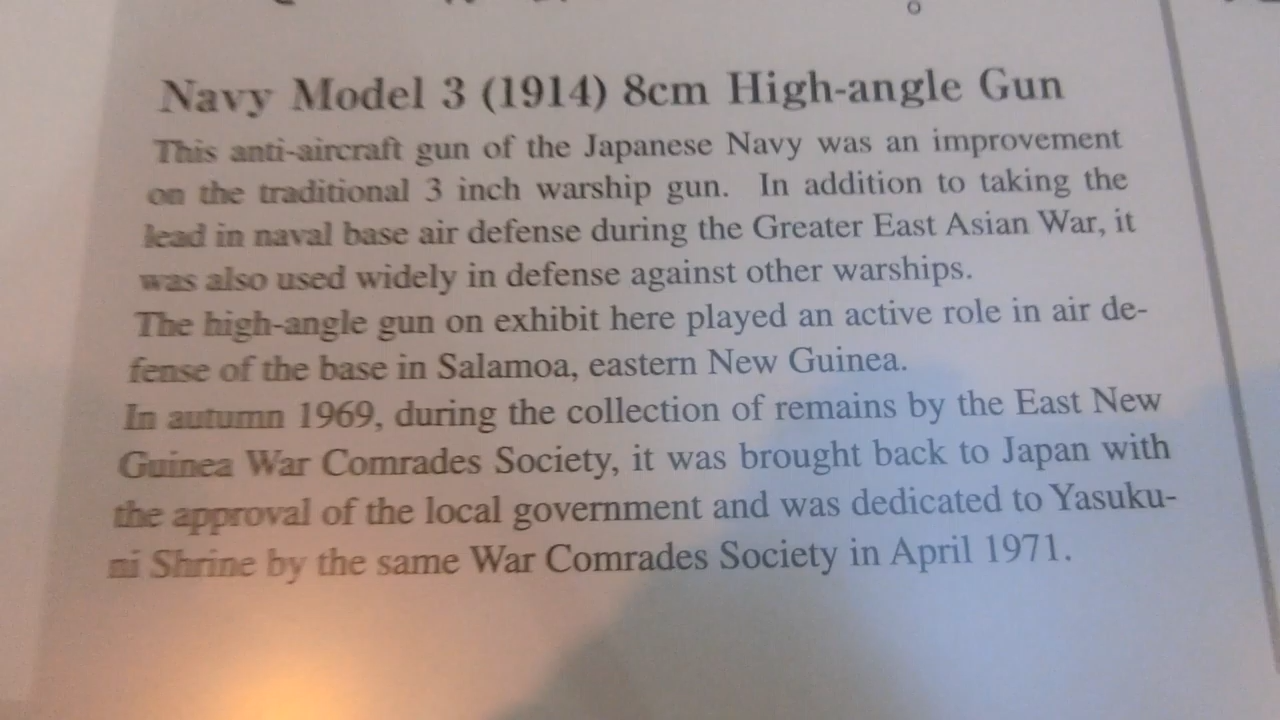 Navy Model 3 (1914) 8cm High-angle Gun
This anti-aircraft gun of the Japanese Navy was an improvement
on the traditional 3 inch warship gun. In addition to taking the
lead in naval base air defense during the Greater East Asian War, it
was also used widely in defense against other warships.
The high-angle gun on exhibit here played an active role in air de-
fense of the base in Salamoa, eastern New Guinea.
In autumn 1969, during the collection of remains by the East New
Guinea War Comrades Society, it was brought back to Japan with
the approval of the local government and was dedicated to Yasuku-
ni Shrine by the same War Comrades Society in April 1971.